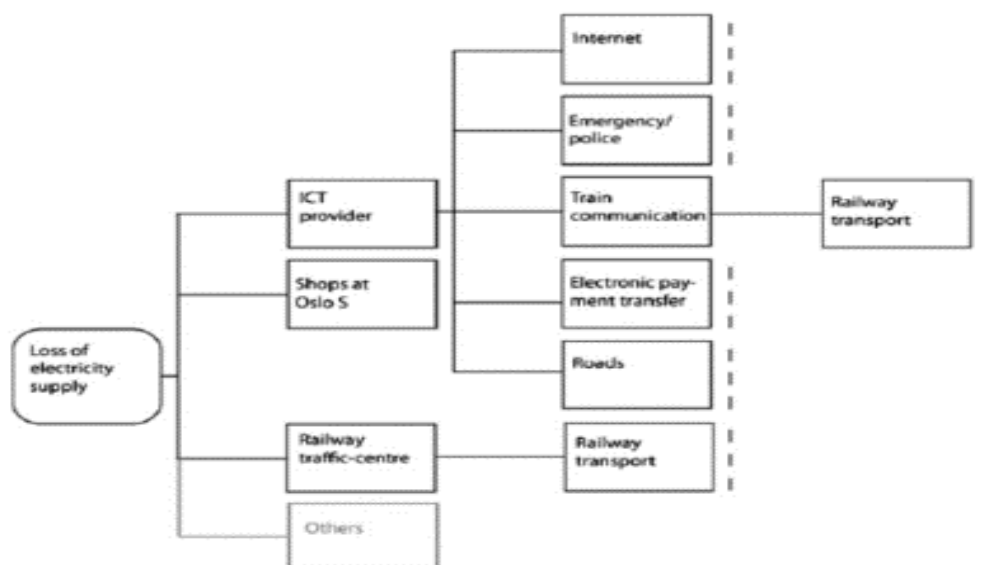 Internet
Emergency/
police
ICT
provider
Train
communication
Railway
transport
Shops at
Oslo S
Electronic pay-
ment transfer
Loss of
electricity
supply
Roads
Railway
traffic-centre
Railway
transport
Others